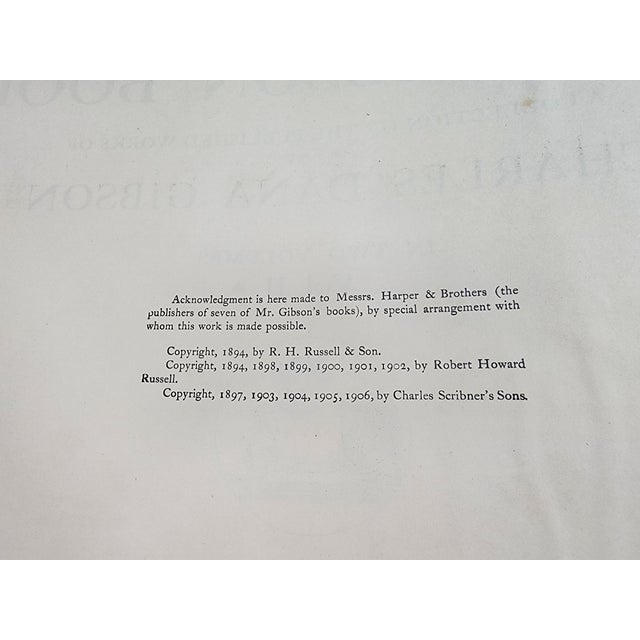 Acknowledgment is here made to Messrs. Harper & Brothers (the
publishers of seven of Mr. Gibson's books), by special arrangement with
whom this work is made possible.
Copyright, 1894, by R. H. Russell & Son.
Copyright, 1894, 1898, 1899, 1900, 1901, 1902, by Robert Howard
Russell.
Copyright, 1897, 1903, 1904, 1905, 1906, by Charles Scribner's Sons.